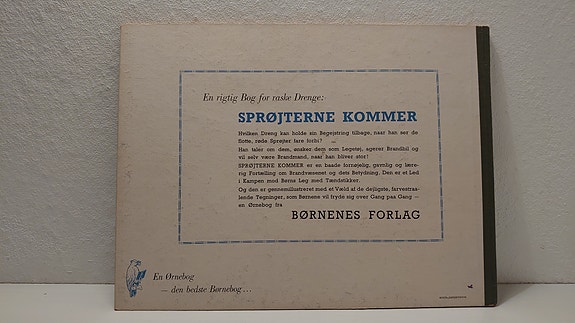 En rigtig Bog for raske Drenge:
SPRØJTERNE KOMMER
Hvilken Dreng kan holde sin Begejstring tilbage, naar han ser de
flotte, røde Sprøjter fare forbi?
Han taler om dem, ønsker dem som Legetøj, agerer Brandbil og
vil selv være Brandmand, naar han bliver stor!
SPRØJTERNE KOMMER er en baade fornøjelig, gavnlig og lære-
rig Fortælling om Brandvæsenet og dets Betydning. Den er et Led
i Kampen mod Børns Leg med Tændstikker.
Og den er gennemillustreret med et Væld af de dejligste, farvestraa-
lende Tegninger, som Børnene vil fryde sig over Gang paa Gang —
en Ørnebog fra
BØRNENES FORLAG
En Ørnebog
— den bedste Børnebog...